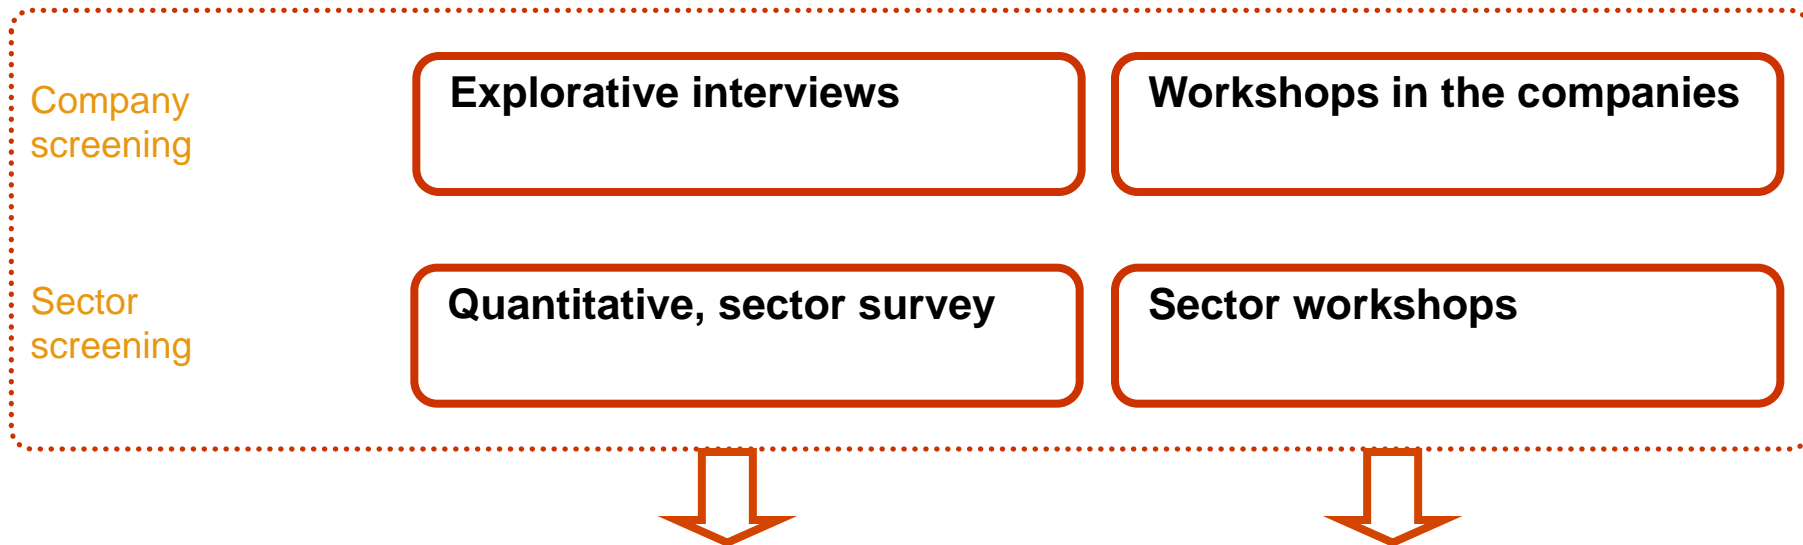 Company
screening
Explorative interviews
Workshops in the companies
Sector
screening
Quantitative, sector survey
Sector workshops